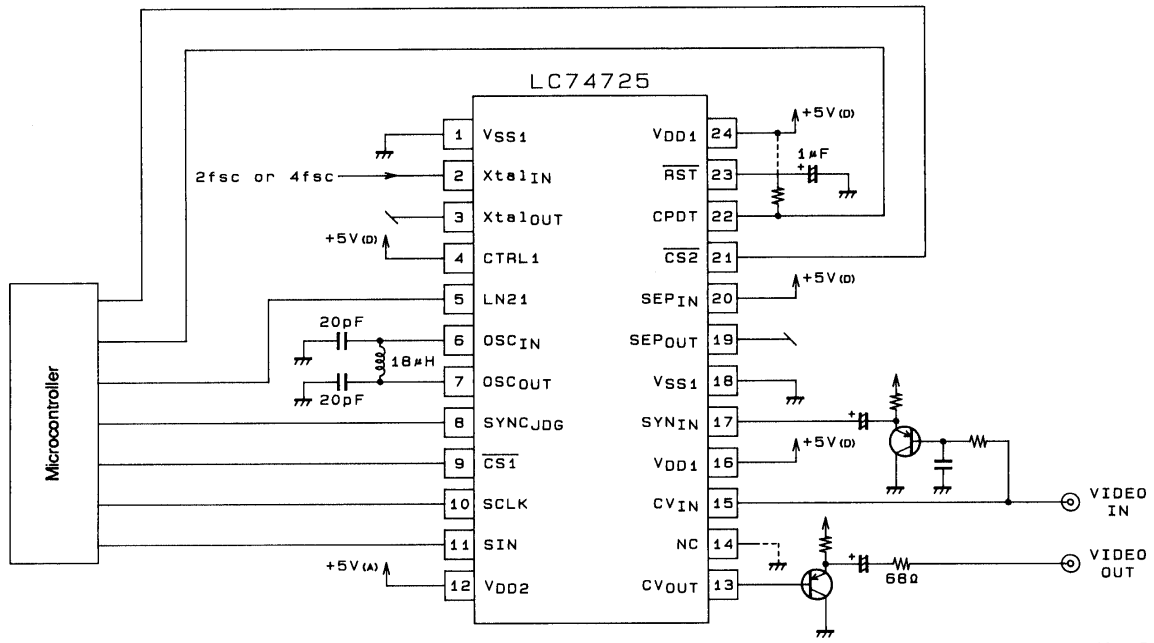 LC74725
+5V(D)
1 VSS1
VDD1 24
1μF
+
2fsc or 4fsc
2 XtalIN
RST 23
3 XtalOUT
CPDT 22
+5V(D)
4 CTRL1
CS2 21
+5V(D)
5 LN21
SEPIN 20
20pF
6 OSCIN
SEPOUT 19
18μH
7 OSCOUT
VSS1 18
20pF
8 SYNCJDG
SYNIN 17
+
+5V(D)
9 CS1
VDD1 16
10 SCLK
CVIN 15
VIDEO
IN
11 SIN
NC 14
+5V(A)
+
68Ω
VIDEO
OUT
12 VDD2
CVOUT 13
Microcontroller